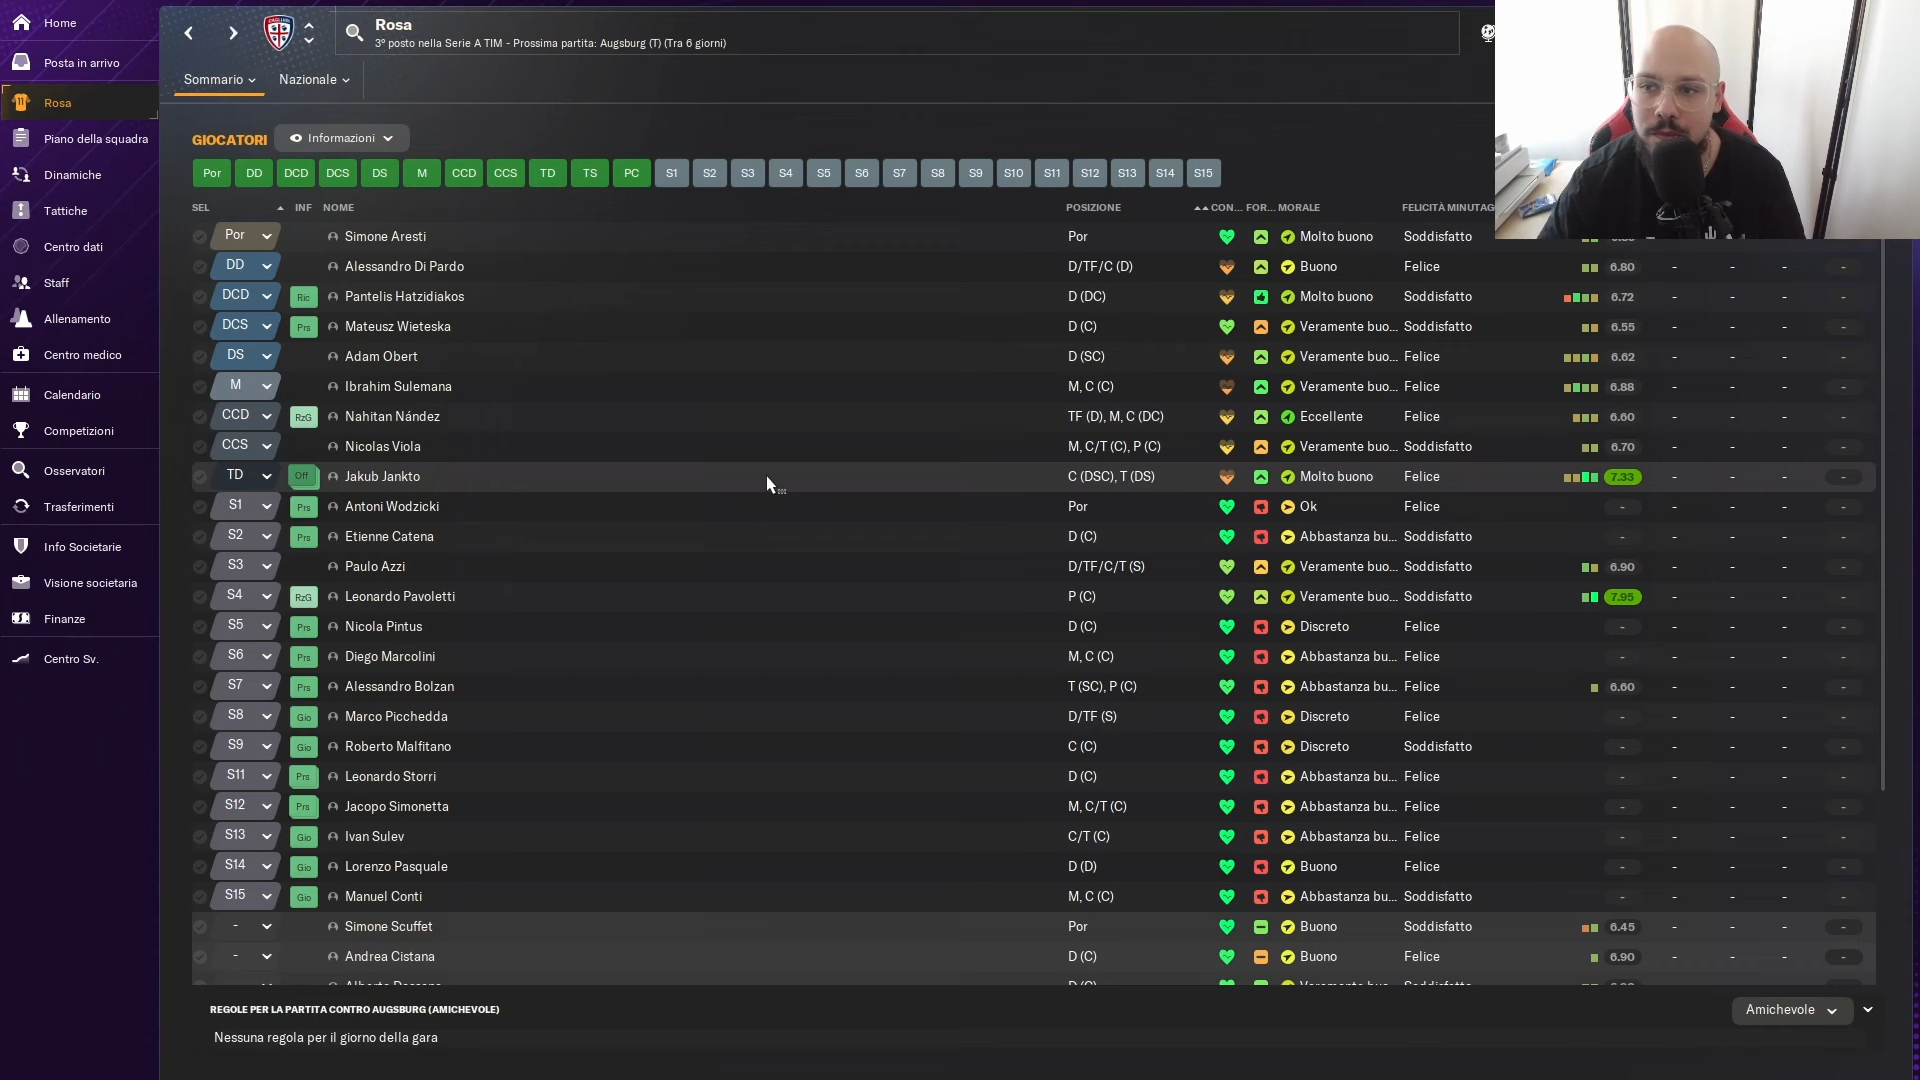 Home
Posta in arrivo
Rosa
Piano della squadra
Dinamiche
Tattiche
Centro dati
Staff
Allenamento
Centro medico
Calendario
Competizioni
Osservatori
Trasferimenti
Info Societarie
Visione societaria
Finanze
Centro Sv.
Rosa
3° posto nella Serie A TIM - Prossima partita: Augsburg (T) (Tra 6 giorni)
Sommario Nazionale
GIOCATORI Informazioni
Por DD DCD DCS DS M CCD CCS TD TS PC S1 S2 S3 S4 S5 S6 S7 S8 S9 S10 S11 S12 S13 S14 S15
SEL INF NOME POSIZIONE CON... FOR... MORALE FELICITÀ MINUTAG
Por Simone Aresti Por Molto buono Soddisfatto
DD Alessandro Di Pardo D/TF/C (D) Buono Felice 6.80 - - - -
DCD Ric Pantelis Hatzidiakos D (DC) Molto buono Soddisfatto 6.72 - - - -
DCS Prs Mateusz Wieteska D (C) Veramente buo... Soddisfatto 6.55 - - - -
DS Adam Obert D (SC) Veramente buo... Felice 6.62 - - - -
M Ibrahim Sulemana M, C (C) Veramente buo... Felice 6.88 - - - -
CCD RzG Nahitan Nández TF (D), M, C (DC) Eccellente Felice 6.60 - - - -
CCS Nicolas Viola M, C/T (C), P (C) Veramente buo... Soddisfatto 6.70 - - - -
TD Off Jakub Jankto C (DSC), T (DS) Molto buono Felice 7.33 - - - -
S1 Prs Antoni Wodzicki Por Ok Felice - - - - -
S2 Prs Etienne Catena D (C) Abbastanza bu... Soddisfatto - - - - -
S3 Paulo Azzi D/TF/C/T (S) Veramente buo... Soddisfatto 6.90 - - - -
S4 RzG Leonardo Pavoletti P (C) Veramente buo... Soddisfatto 7.95 - - - -
S5 Prs Nicola Pintus D (C) Discreto Felice - - - - -
S6 Prs Diego Marcolini M, C (C) Abbastanza bu... Felice - - - - -
S7 Prs Alessandro Bolzan T (SC), P (C) Abbastanza bu... Felice 6.60 - - - -
S8 Gio Marco Picchedda D/TF (S) Discreto Felice - - - - -
S9 Gio Roberto Malfitano C (C) Discreto Soddisfatto - - - - -
S11 Prs Leonardo Storri D (C) Abbastanza bu... Felice - - - - -
S12 Prs Jacopo Simonetta M, C/T (C) Abbastanza bu... Felice - - - - -
S13 Gio Ivan Sulev C/T (C) Abbastanza bu... Felice - - - - -
S14 Gio Lorenzo Pasquale D (D) Buono Felice - - - - -
S15 Gio Manuel Conti M, C (C) Abbastanza bu... Soddisfatto - - - - -
- Simone Scuffet Por Buono Soddisfatto 6.45 - - - -
- Andrea Cistana D (C) Buono Felice 6.90 - - - -
REGOLE PER LA PARTITA CONTRO AUGSBURG (AMICHEVOLE) Amichevole
Nessuna regola per il giorno della gara